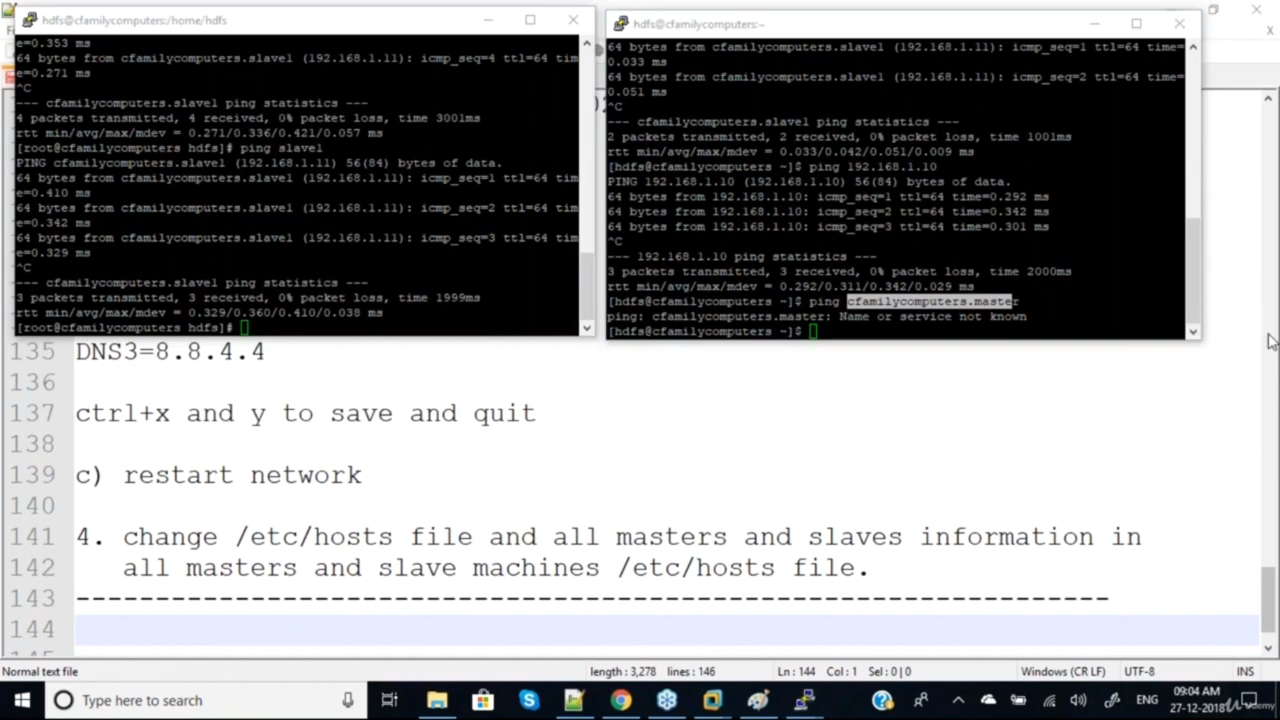 hdfs@cfamilycomputers:/home/hdfs
e=0.353 ms
64 bytes from cfamilycomputers.slavel (192.168.1.11): icmp_seq=4 ttl=64 tim
e=0.271 ms
^C
--- cfamilycomputers.slavel ping statistics ---
4 packets transmitted, 4 received, 0% packet loss, time 3001ms
rtt min/avg/max/mdev = 0.271/0.336/0.421/0.057 ms
[root@cfamilycomputers hdfs]# ping slavel
PING cfamilycomputers.slavel (192.168.1.11) 56(84) bytes of data.
64 bytes from cfamilycomputers.slavel (192.168.1.11): icmp_seq=1 ttl=64 tim
e=0.410 ms
64 bytes from cfamilycomputers.slavel (192.168.1.11): icmp_seq=2 ttl=64 tim
e=0.342 ms
64 bytes from cfamilycomputers.slavel (192.168.1.11): icmp_seq=3 ttl=64 tim
e=0.329 ms
^C
--- cfamilycomputers.slavel ping statistics ---
3 packets transmitted, 3 received, 0% packet loss, time 1999ms
rtt min/avg/max/mdev = 0.329/0.360/0.410/0.038 ms
[root@cfamilycomputers hdfs]#
hdfs@cfamilycomputers:~
64 bytes from cfamilycomputers.slavel (192.168.1.11): icmp_seq=1 ttl=64 time=
0.033 ms
64 bytes from cfamilycomputers.slavel (192.168.1.11): icmp_seq=2 ttl=64 time=
0.051 ms
^C
--- cfamilycomputers.slavel ping statistics ---
2 packets transmitted, 2 received, 0% packet loss, time 1001ms
rtt min/avg/max/mdev = 0.033/0.042/0.051/0.009 ms
[hdfs@cfamilycomputers ~]$ ping 192.168.1.10
PING 192.168.1.10 (192.168.1.10) 56(84) bytes of data.
64 bytes from 192.168.1.10: icmp_seq=1 ttl=64 time=0.292 ms
64 bytes from 192.168.1.10: icmp_seq=2 ttl=64 time=0.342 ms
64 bytes from 192.168.1.10: icmp_seq=3 ttl=64 time=0.301 ms
^C
--- 192.168.1.10 ping statistics ---
3 packets transmitted, 3 received, 0% packet loss, time 2000ms
rtt min/avg/max/mdev = 0.292/0.311/0.342/0.029 ms
[hdfs@cfamilycomputers ~]$ ping cfamilycomputers.master
ping: cfamilycomputers.master: Name or service not known
[hdfs@cfamilycomputers ~]$
135 DNS3=8.8.4.4
136
137 ctrl+x and y to save and quit
138
139 c) restart network
140
141 4. change /etc/hosts file and all masters and slaves information in
142 all masters and slave machines /etc/hosts file.
143 -----------------------------------------------------------------
144
Normal text file length : 3,278 lines : 146 Ln : 144 Col : 1 Sel : 0 | 0 Windows (CR LF) UTF-8 INS
Type here to search
ENG
09:04 AM
27-12-2018
Udemy